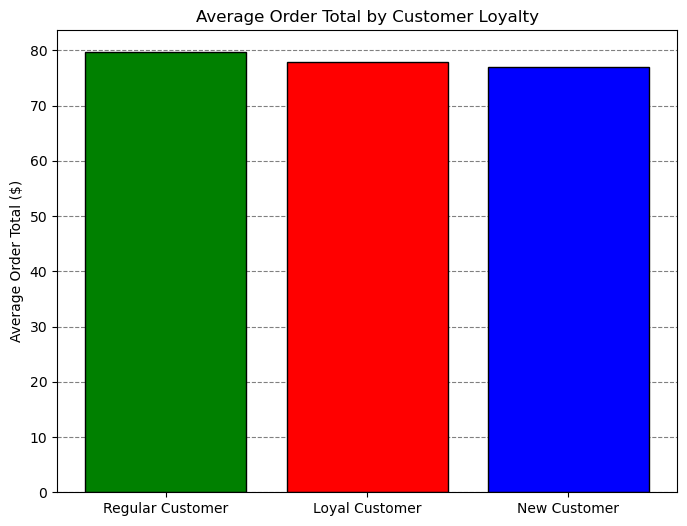 Average Order Total by Customer Loyalty
Average Order Total ($)
80
70
60
50
40
30
20
10
0
Regular Customer
Loyal Customer
New Customer